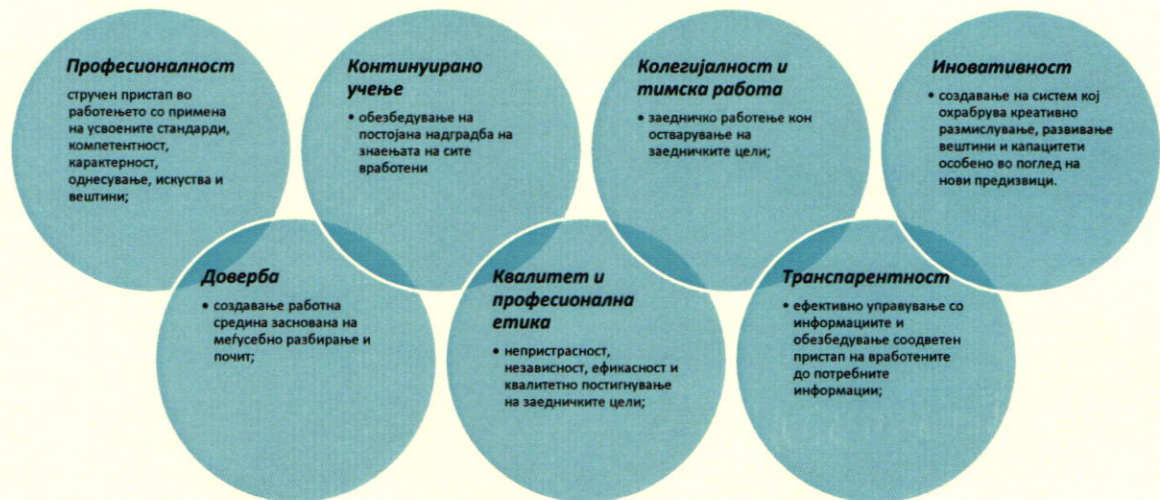 Професионалност
стручен пристап во
работењето со примена
на усвоените стандарди,
компетентност,
карактерност,
однесување, искуства и
вештини;
Доверба
• создавање работна
средина заснована на
меѓусебно разбирање и
почит;
Континуирано
учење
• обезбедување на
постојана надградба на
знаењата на сите
вработени
Квалитет и
професионална
етика
• непристрасност,
независност, ефикасност и
квалитетно постигнување
на заедничките цели;
Колегијалност и
тимска работа
• заедничко работење кон
остварување на
заедничките цели;
Транспарентност
• ефективно управување со
информациите и
обезбедување соодветен
пристап на вработените
до потребните
информации;
Иновативност
• создавање на систем кој
охрабрува креативно
размислување, развивање
вештини и капацитети
особено во поглед на
нови предизвици.